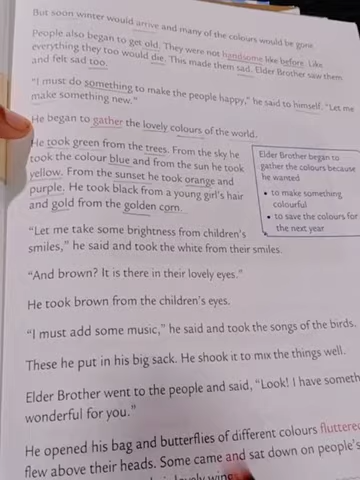 But soon winter would arrive and many of the colours would be gone.
People also began to get old. They were not handsome like before. Like
everything they too would die. This made them sad. Elder Brother saw them
and felt sad too.
"I must do something to make the people happy," he said to himself. "Let me
make something new."
He began to gather the lovely colours of the world.
He took green from the trees. From the sky he
took the colour blue and from the sun he took
yellow. From the sunset he took orange and
purple. He took black from a young girl's hair
and gold from the golden corn.
Elder Brother began to
gather the colours because
he wanted
• to make something
colourful
• to save the colours for
the next year
"Let me take some brightness from children's
smiles," he said and took the white from their smiles.
"And brown? It is there in their lovely eyes."
He took brown from the children's eyes.
"I must add some music," he said and took the songs of the birds.
These he put in his big sack. He shook it to mix the things well.
Elder Brother went to the people and said, "Look! I have someth
wonderful for you."
He opened his bag and butterflies of different colours fluttered
flew above their heads. Some came and sat down on people's
lovely wings